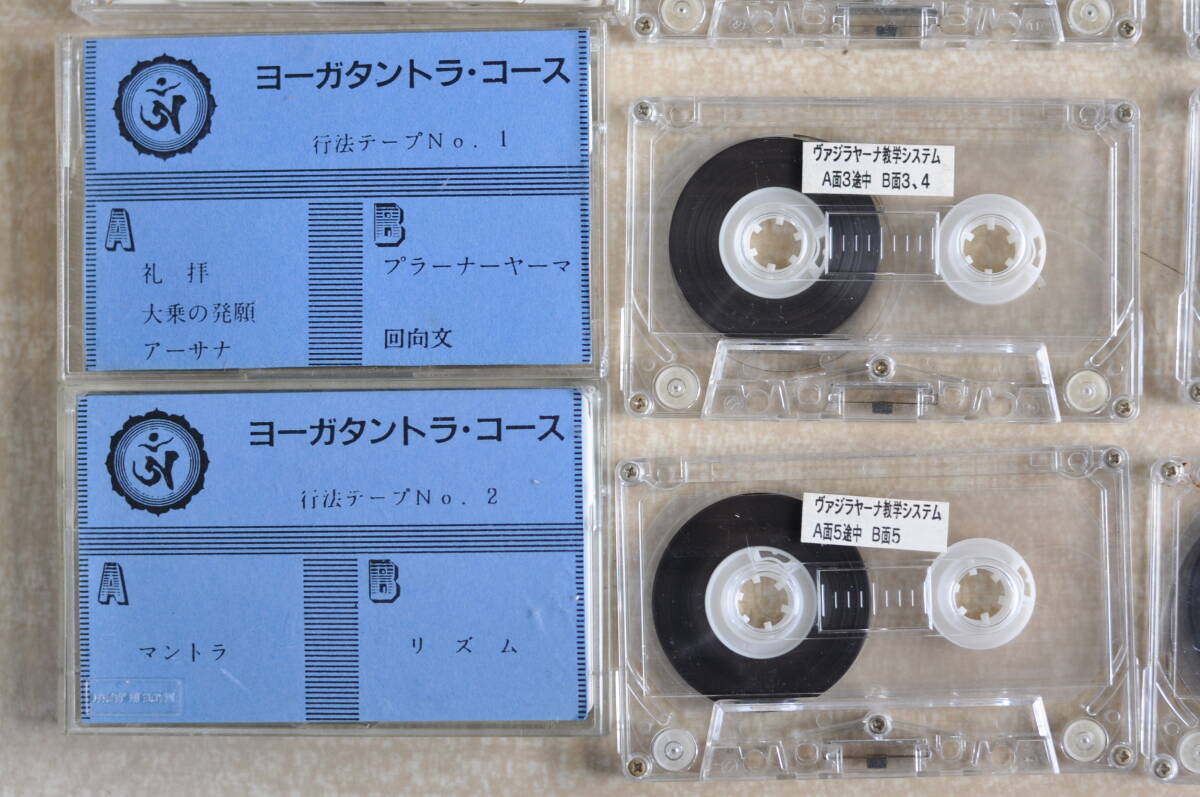 ヨーガタントラ・コース
行法テープNo. 1
A
礼 拝
大乗の発願
アーサナ
B
プラーナーヤーマ
回向文
ヨーガタントラ・コース
行法テープNo. 2
A
マントラ
B
リ ズ ム
ヴァジラヤーナ教学システム
A面3途中 B面3、4
ヴァジラヤーナ教学システム
A面5途中 B面5